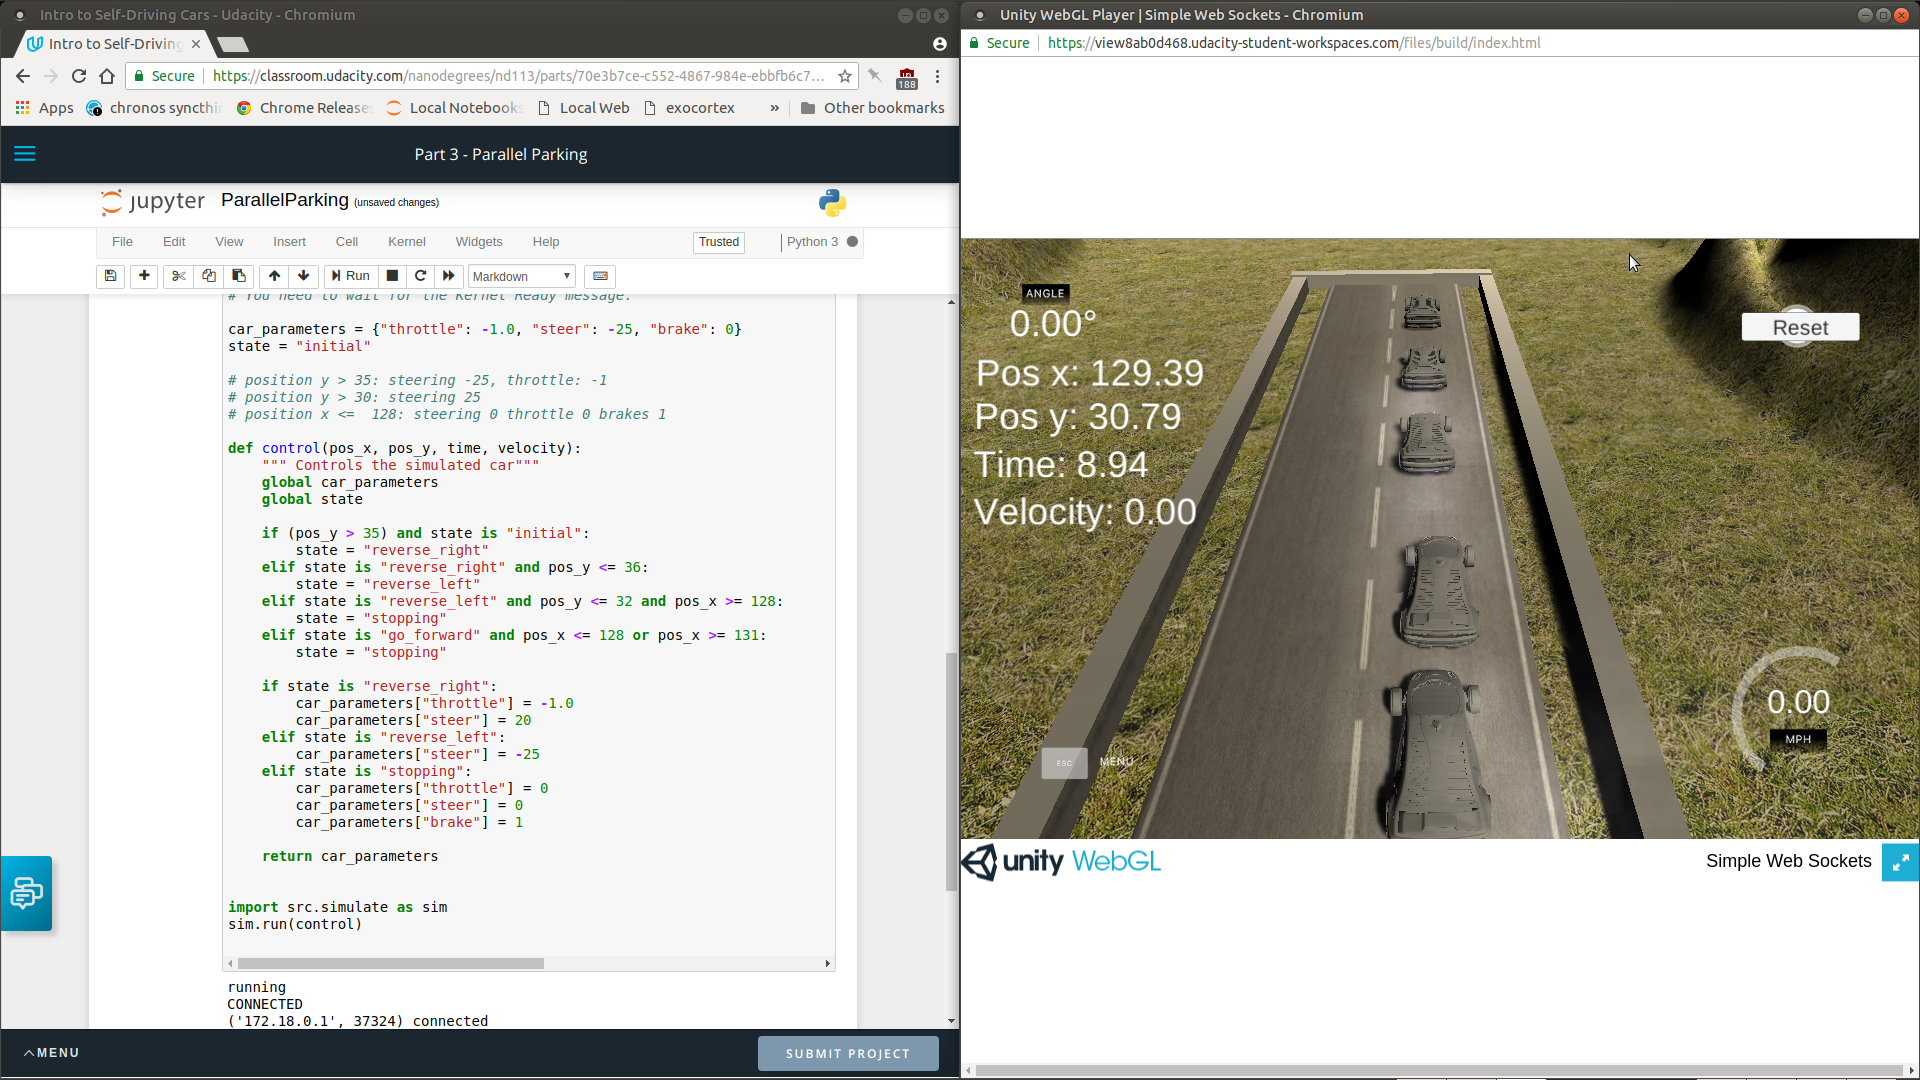 Intro to Self-Driving Cars - Udacity - Chromium
Intro to Self-Driving
Secure
https://classroom.udacity.com/nanodegrees/nd113/parts/70e3b7ce-c552-4867-984e-ebbfb6c7...
188
Apps
chronos syncthi
Chrome Release
Local Notebook
Local Web
exocortex
»
Other bookmarks
Part 3 - Parallel Parking
jupyter ParallelParking (unsaved changes)
File Edit View Insert Cell Kernel Widgets Help
Trusted
Python 3
Run
Markdown
# You need to wait for the Kernel Ready message.
car_parameters = {"throttle": -1.0, "steer": -25, "brake": 0}
state = "initial"
# position y > 35: steering -25, throttle: -1
# position y > 30: steering 25
# position x <=  128: steering 0 throttle 0 brakes 1
def control(pos_x, pos_y, time, velocity):
    """ Controls the simulated car"""
    global car_parameters
    global state
    if (pos_y > 35) and state is "initial":
        state = "reverse_right"
    elif state is "reverse_right" and pos_y <= 36:
        state = "reverse_left"
    elif state is "reverse_left" and pos_y <= 32 and pos_x >= 128:
        state = "stopping"
    elif state is "go_forward" and pos_x <= 128 or pos_x >= 131:
        state = "stopping"
    if state is "reverse_right":
        car_parameters["throttle"] = -1.0
        car_parameters["steer"] = 20
    elif state is "reverse_left":
        car_parameters["steer"] = -25
    elif state is "stopping":
        car_parameters["throttle"] = 0
        car_parameters["steer"] = 0
        car_parameters["brake"] = 1
    return car_parameters
import src.simulate as sim
sim.run(control)
running
CONNECTED
('172.18.0.1', 37324) connected
MENU
SUBMIT PROJECT
Unity WebGL Player | Simple Web Sockets - Chromium
Secure
https://view8ab0d468.udacity-student-workspaces.com/files/build/index.html
ANGLE
0.00°
Pos x: 129.39
Pos y: 30.79
Time: 8.94
Velocity: 0.00
Reset
0.00
MPH
ESC
MENU
unity WebGL
Simple Web Sockets